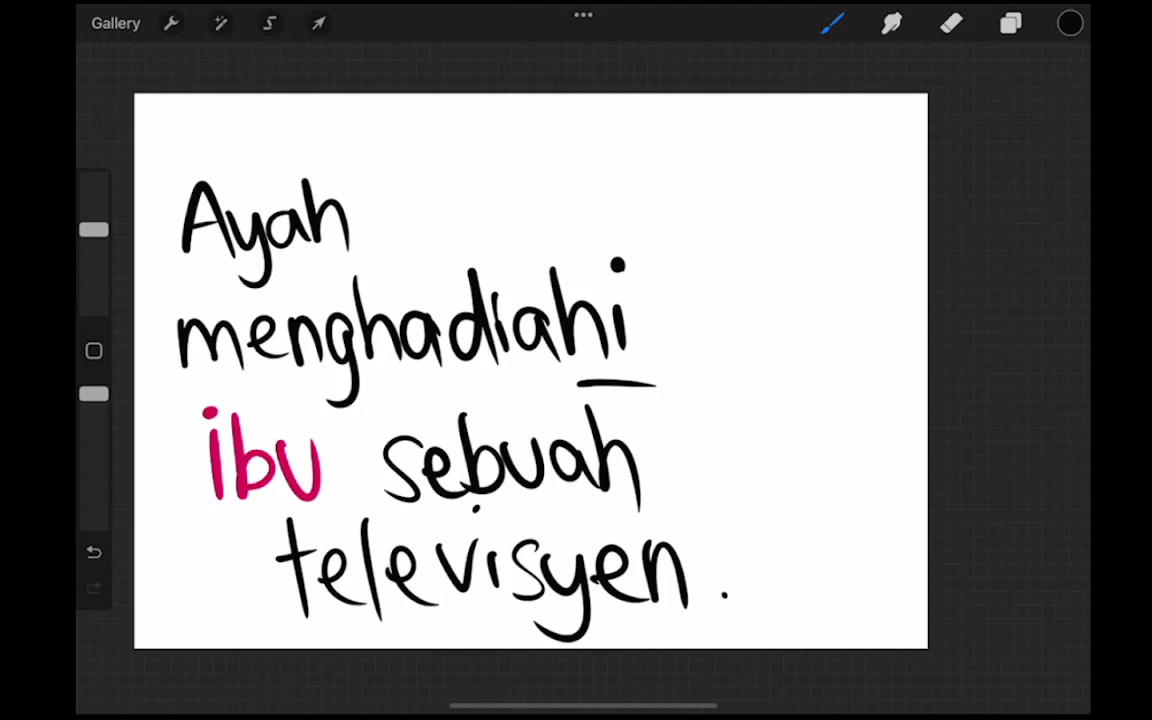 Gallery
Ayah
menghadiahi
ibu sebuah
televisyen.